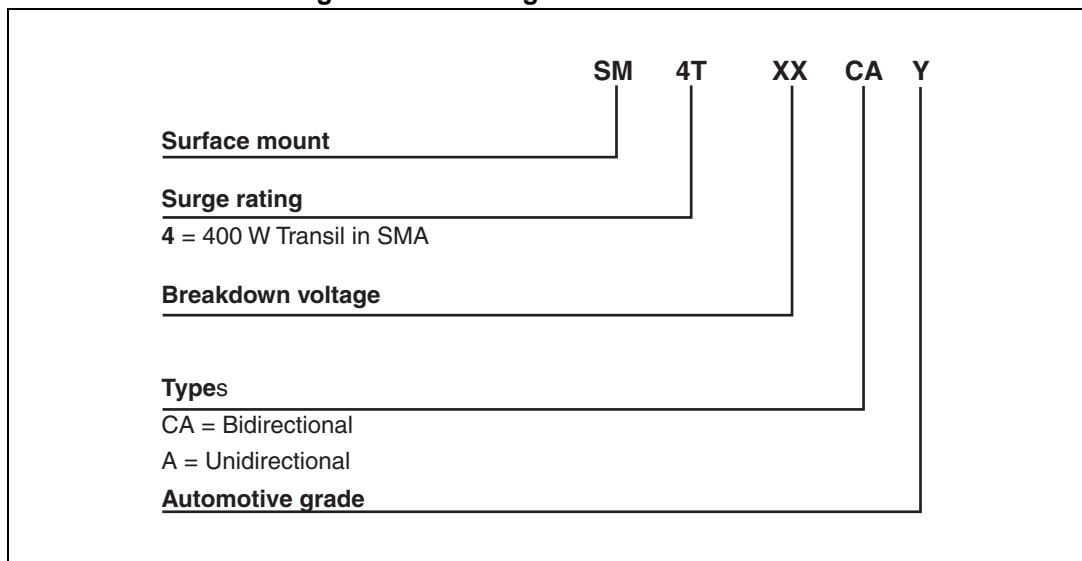 SM 4T XX CA Y
Surface mount
Surge rating
4 = 400 W Transil in SMA
Breakdown voltage
Types
CA = Bidirectional
A = Unidirectional
Automotive grade